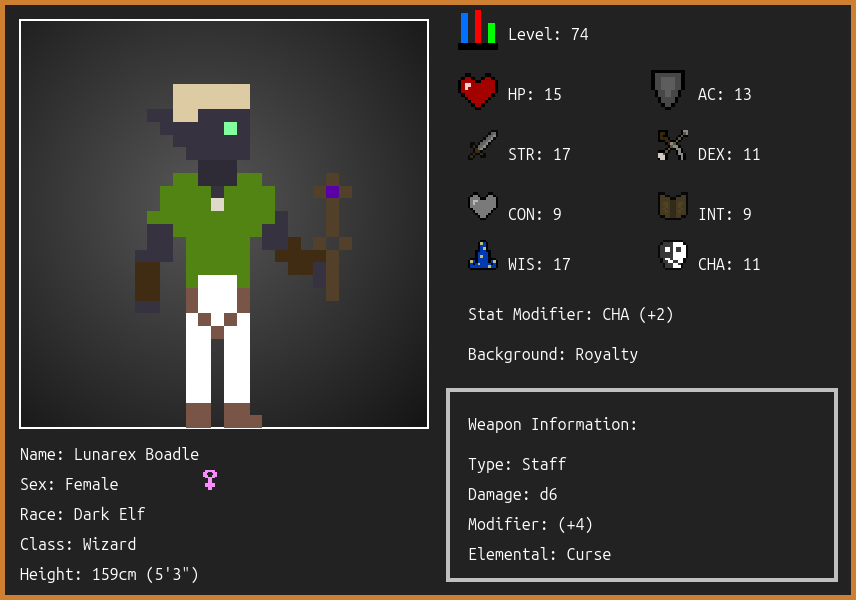 Level: 74
HP: 15
AC: 13
STR: 17
DEX: 11
CON: 9
INT: 9
WIS: 17
CHA: 11
Stat Modifier: CHA (+2)
Background: Royalty
Weapon Information:
Type: Staff
Damage: d6
Modifier: (+4)
Elemental: Curse
Name: Lunarex Boadle
Sex: Female
Race: Dark Elf
Class: Wizard
Height: 159cm (5'3")